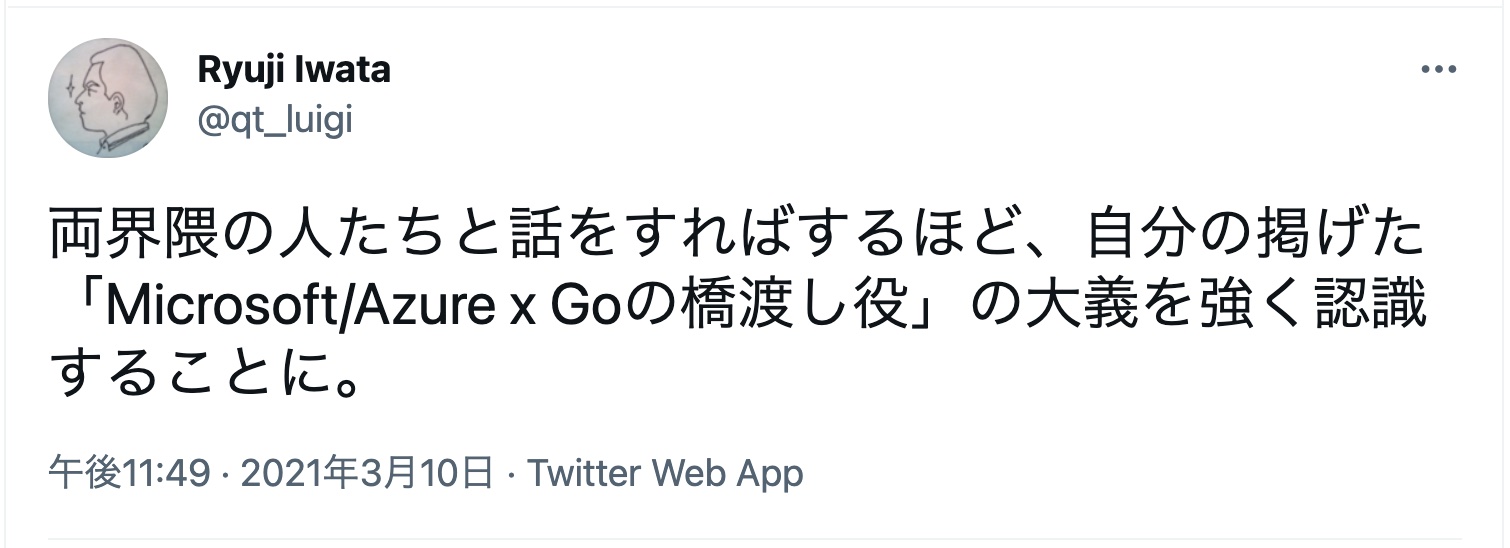 Ryuji Iwata
@qt_luigi
両界隈の人たちと話をすればするほど、自分の掲げた
「Microsoft/Azure x Goの橋渡し役」の大義を強く認識
することに。
午後11:49 · 2021年3月10日 · Twitter Web App